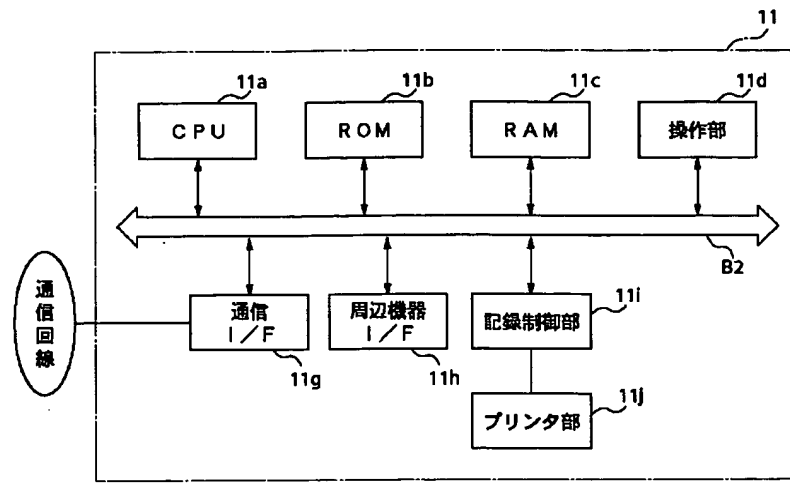 11
11a
11b
11c
11d
CPU
ROM
RAM
操作部
B2
通信回線
通信
I/F
周辺機器
I/F
記録制御部
11i
11g
11h
11j
プリンタ部